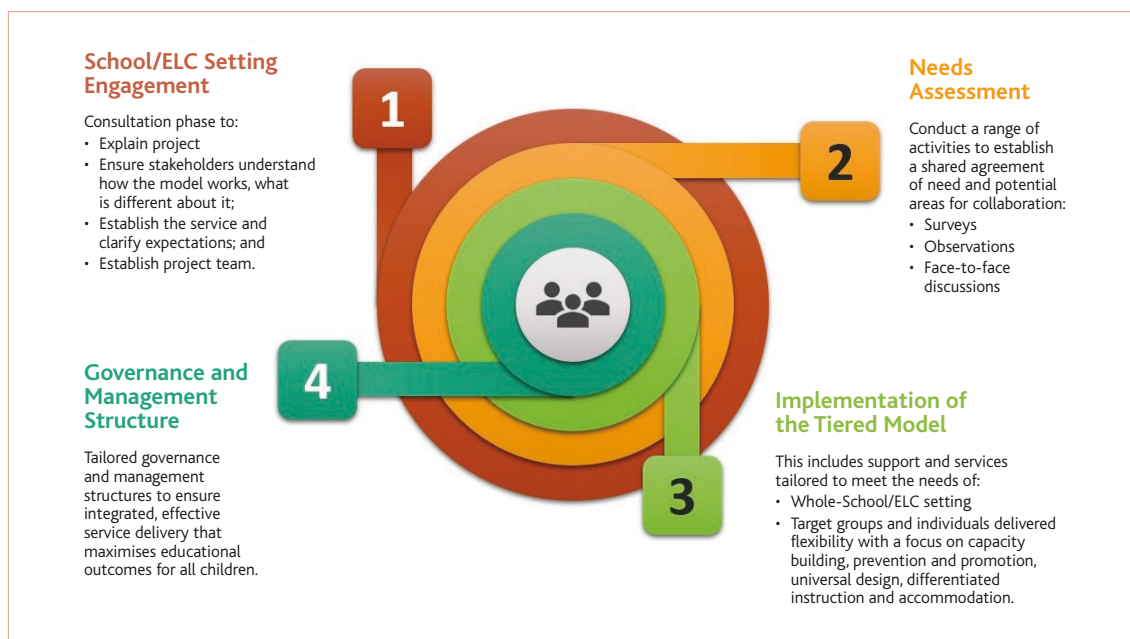 School/ELC Setting
Engagement
Consultation phase to:
• Explain project
• Ensure stakeholders understand
how the model works, what
is different about it;
• Establish the service and
clarify expectations; and
• Establish project team.
1
Needs
Assessment
Conduct a range of
activities to establish
a shared agreement
of need and potential
areas for collaboration:
• Surveys
• Observations
• Face-to-face
discussions
2
Implementation of
the Tiered Model
This includes support and services
tailored to meet the needs of:
• Whole-School/ELC setting
• Target groups and individuals delivered
flexibility with a focus on capacity
building, prevention and promotion,
universal design, differentiated
instruction and accommodation.
3
Governance and
Management
Structure
Tailored governance
and management
structures to ensure
integrated, effective
service delivery that
maximises educational
outcomes for all children.
4